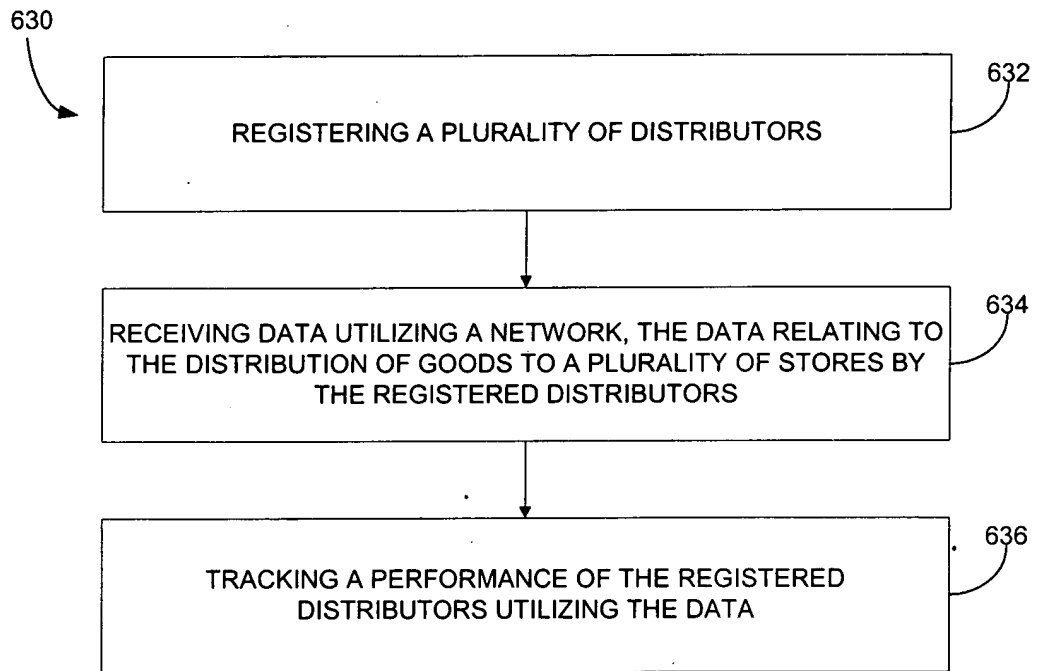 630
632
REGISTERING A PLURALITY OF DISTRIBUTORS
634
RECEIVING DATA UTILIZING A NETWORK, THE DATA RELATING TO
THE DISTRIBUTION OF GOODS TO A PLURALITY OF STORES BY
THE REGISTERED DISTRIBUTORS
636
TRACKING A PERFORMANCE OF THE REGISTERED
DISTRIBUTORS UTILIZING THE DATA